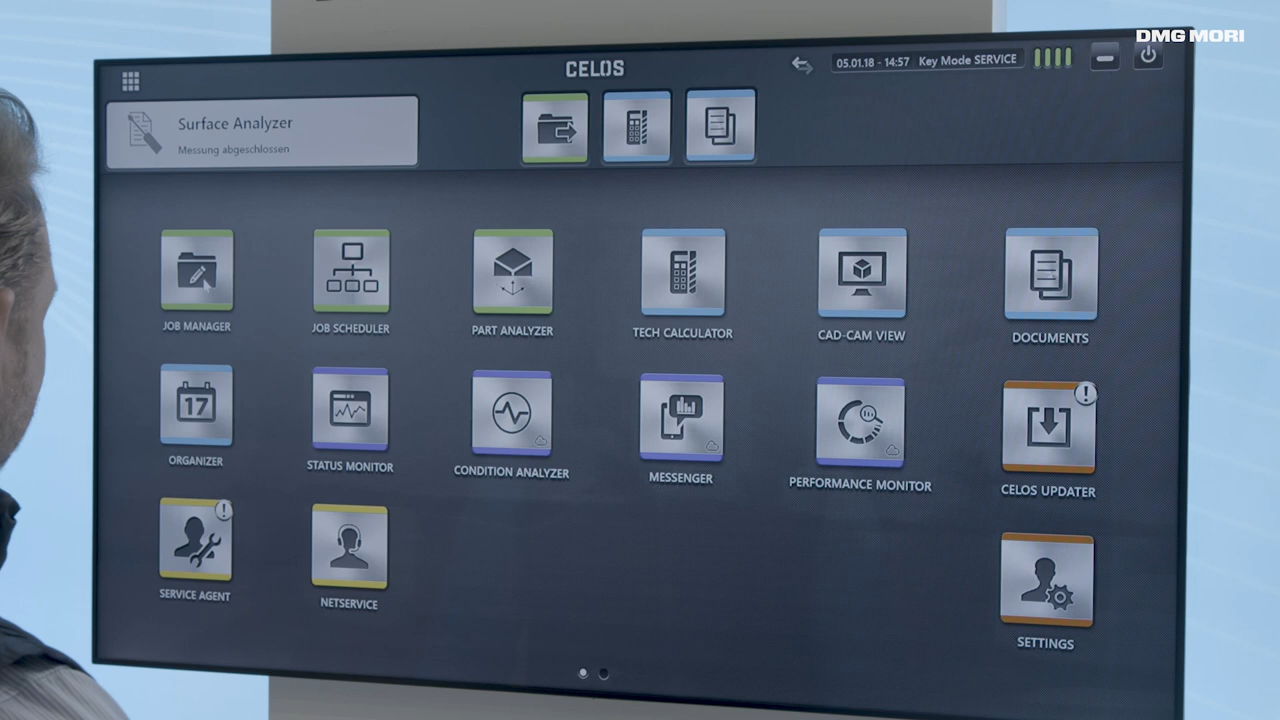 DMG MORI
CELOS
05.01.18 - 14:57 Key Mode SERVICE
Surface Analyzer
Messung abgeschlossen
JOB MANAGER
JOB SCHEDULER
PART ANALYZER
TECH CALCULATOR
CAD-CAM VIEW
DOCUMENTS
17
ORGANIZER
STATUS MONITOR
CONDITION ANALYZER
MESSENGER
PERFORMANCE MONITOR
!
CELOS UPDATER
!
SERVICE AGENT
NETSERVICE
SETTINGS